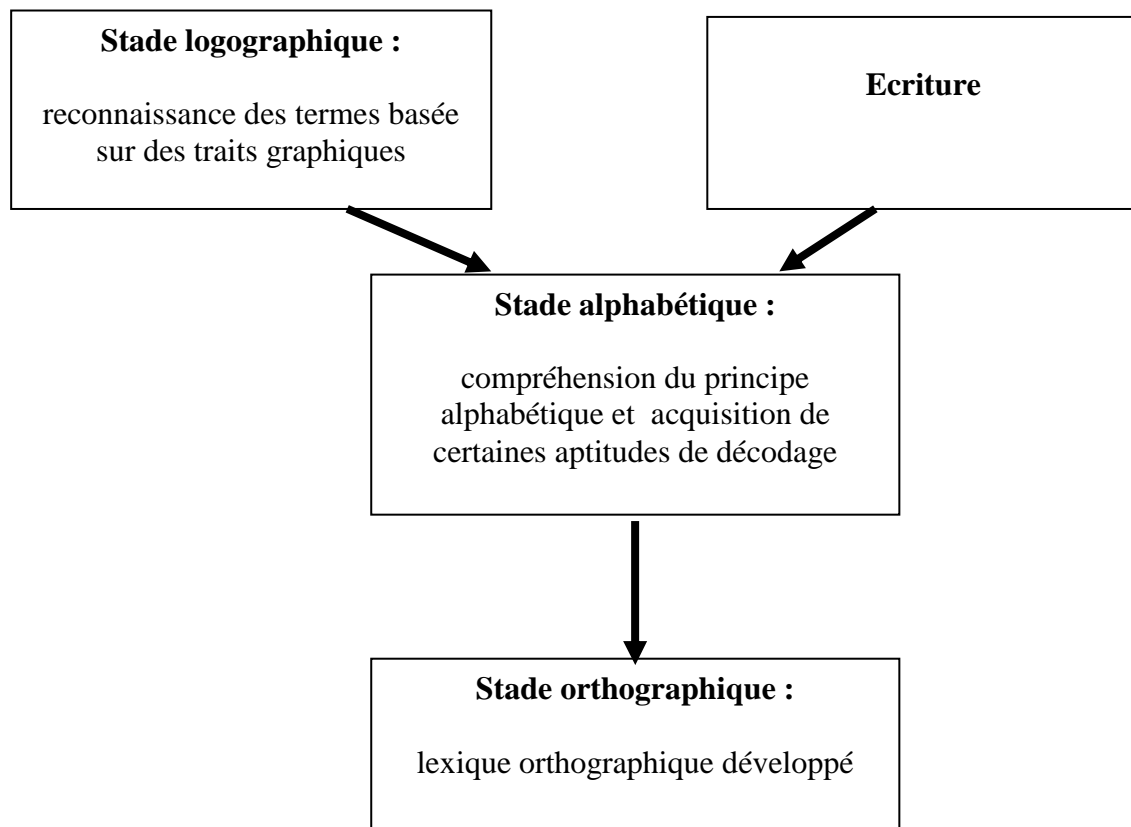 Stade logographique :
reconnaissance des termes basée
sur des traits graphiques
Ecriture
Stade alphabétique :
compréhension du principe
alphabétique et  acquisition de
certaines aptitudes de décodage
Stade orthographique :
lexique orthographique développé